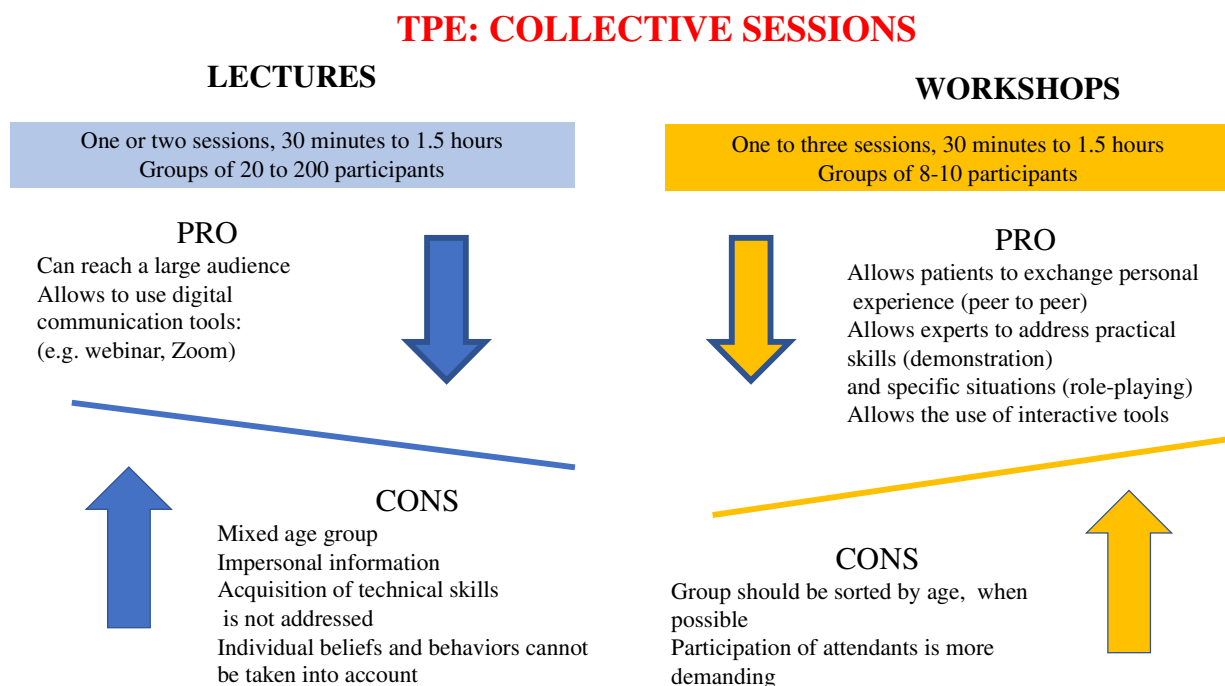 TPE: COLLECTIVE SESSIONS
LECTURES
One or two sessions, 30 minutes to 1.5 hours
Groups of 20 to 200 participants
PRO
Can reach a large audience
Allows to use digital
communication tools:
(e.g. webinar, Zoom)
CONS
Mixed age group
Impersonal information
Acquisition of technical skills
is not addressed
Individual beliefs and behaviors cannot
be taken into account
WORKSHOPS
One to three sessions, 30 minutes to 1.5 hours
Groups of 8-10 participants
PRO
Allows patients to exchange personal
experience (peer to peer)
Allows experts to address practical
skills (demonstration)
and specific situations (role-playing)
Allows the use of interactive tools
CONS
Group should be sorted by age, when
possible
Participation of attendants is more
demanding